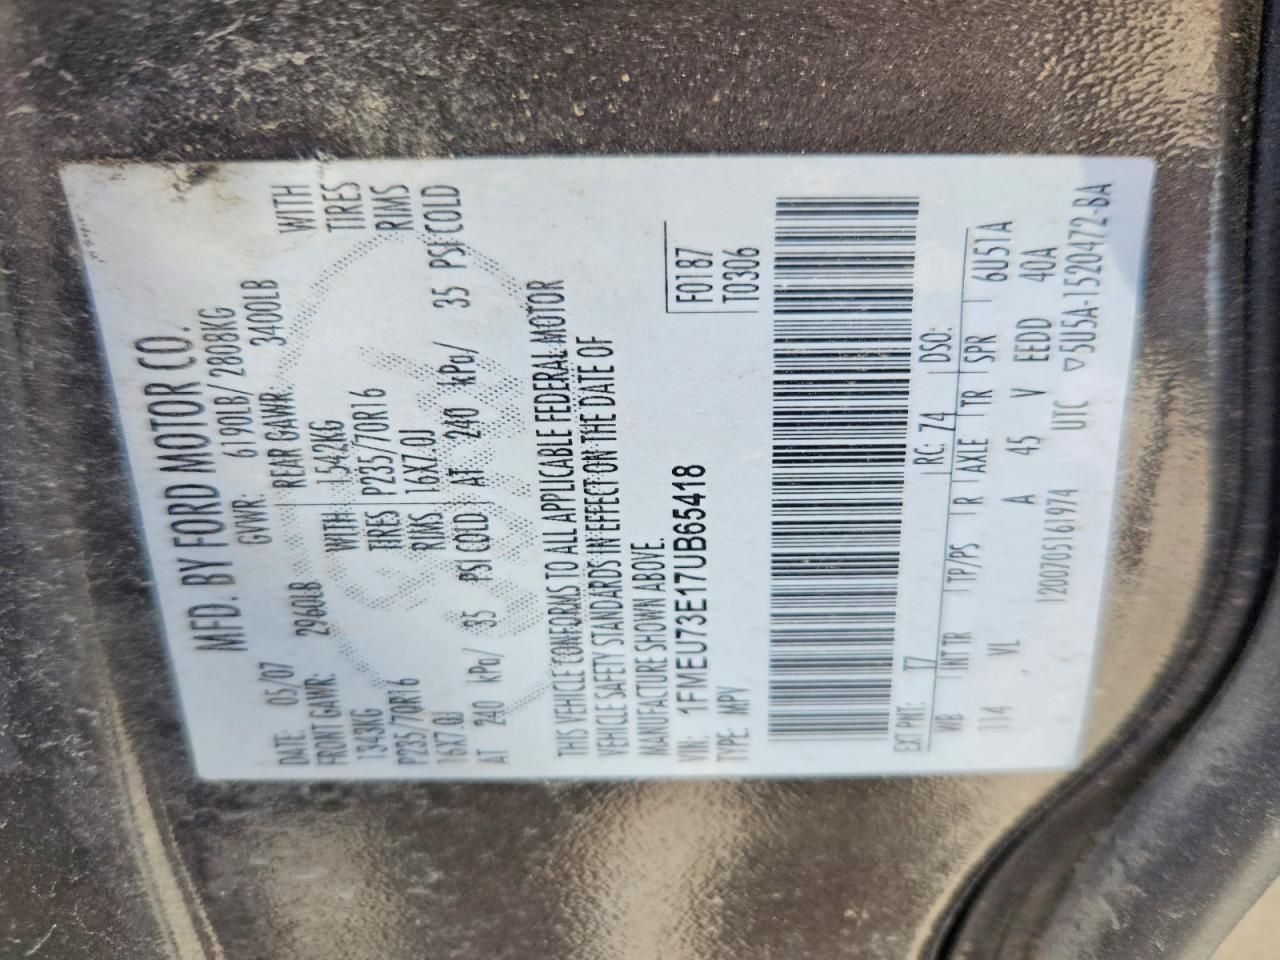 MFD. BY FORD MOTOR CO.
DATE: 05/07 GVWR: 6190LB/ 2808KG
FRONT GAWR: 2960LB REAR GAWR: 3400LB
1343KG WITH 1542KG WITH
P235/70R16 TIRES P235/70R16 TIRES
16X7.0J RIMS 16X7.0J RIMS
AT 240 kPa/ 35 PSI COLD AT 240 kPa/ 35 PSI COLD
THIS VEHICLE CONFORMS TO ALL APPLICABLE FEDERAL MOTOR
VEHICLE SAFETY STANDARDS IN EFFECT ON THE DATE OF
MANUFACTURE SHOWN ABOVE.
VIN: 1FMEU73E17UB65418 F0187
TYPE: MPV T0306
EXT PNT: T7 RC: 74 DSO:
WB INT TR TP/PS R AXLE TR SPR 6U51A
114 VL A 45 V EEDD 40A
1200705161974 UTC ▽5U5A-1520472-BA